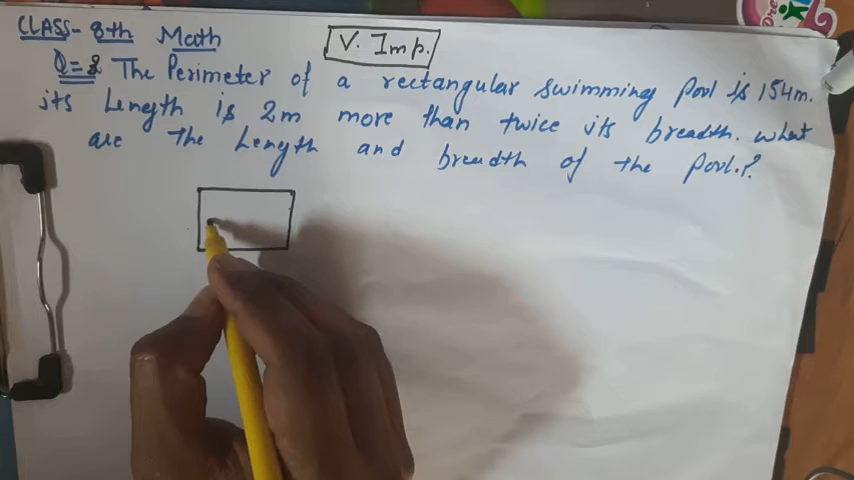 CLASS- 8th Math
V. Imp.
Q=2 The Perimeter of a rectangular swimming pool is 154m.
its Length is 2m more than twice its breadth. what
are the Length and breadth of the pool.?